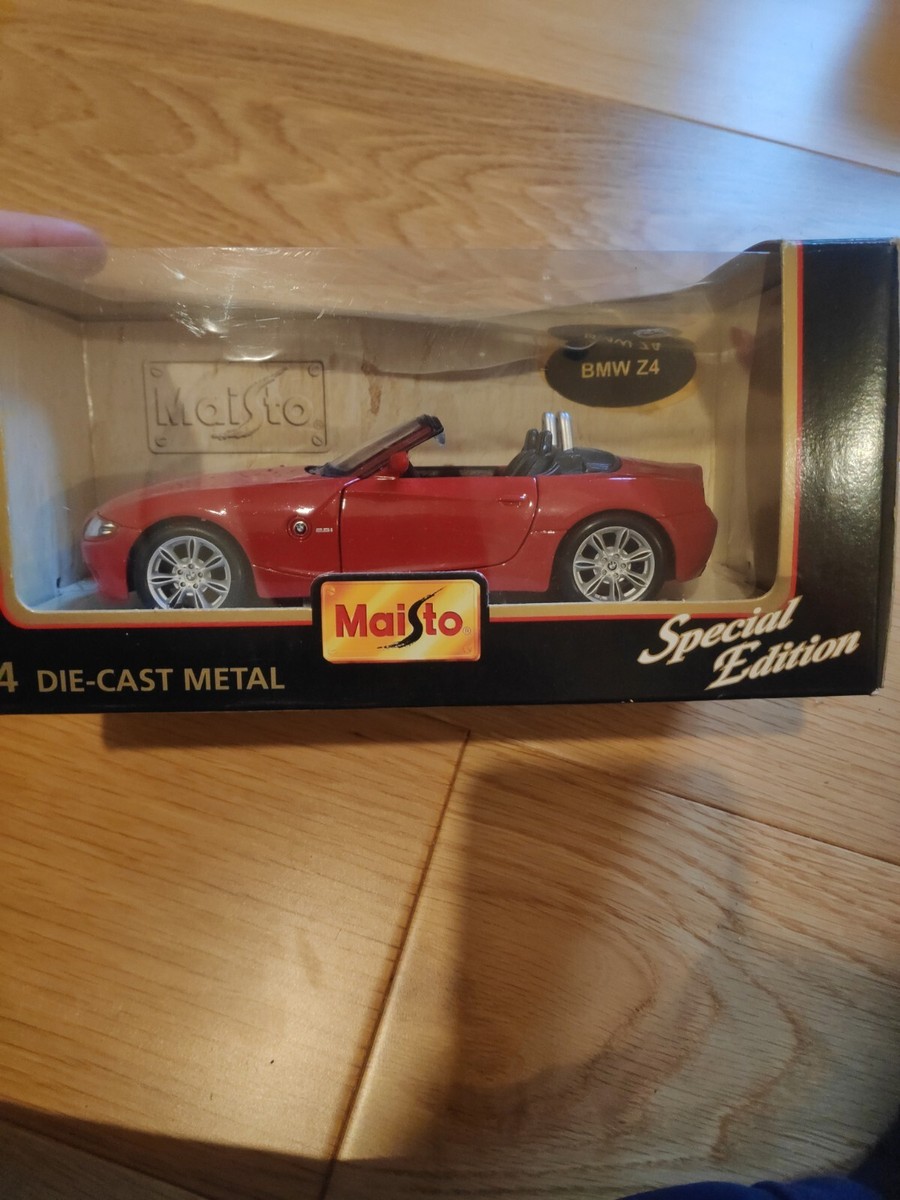 Maisto
BMW Z4
Maisto®
4 DIE-CAST METAL
Special
Edition